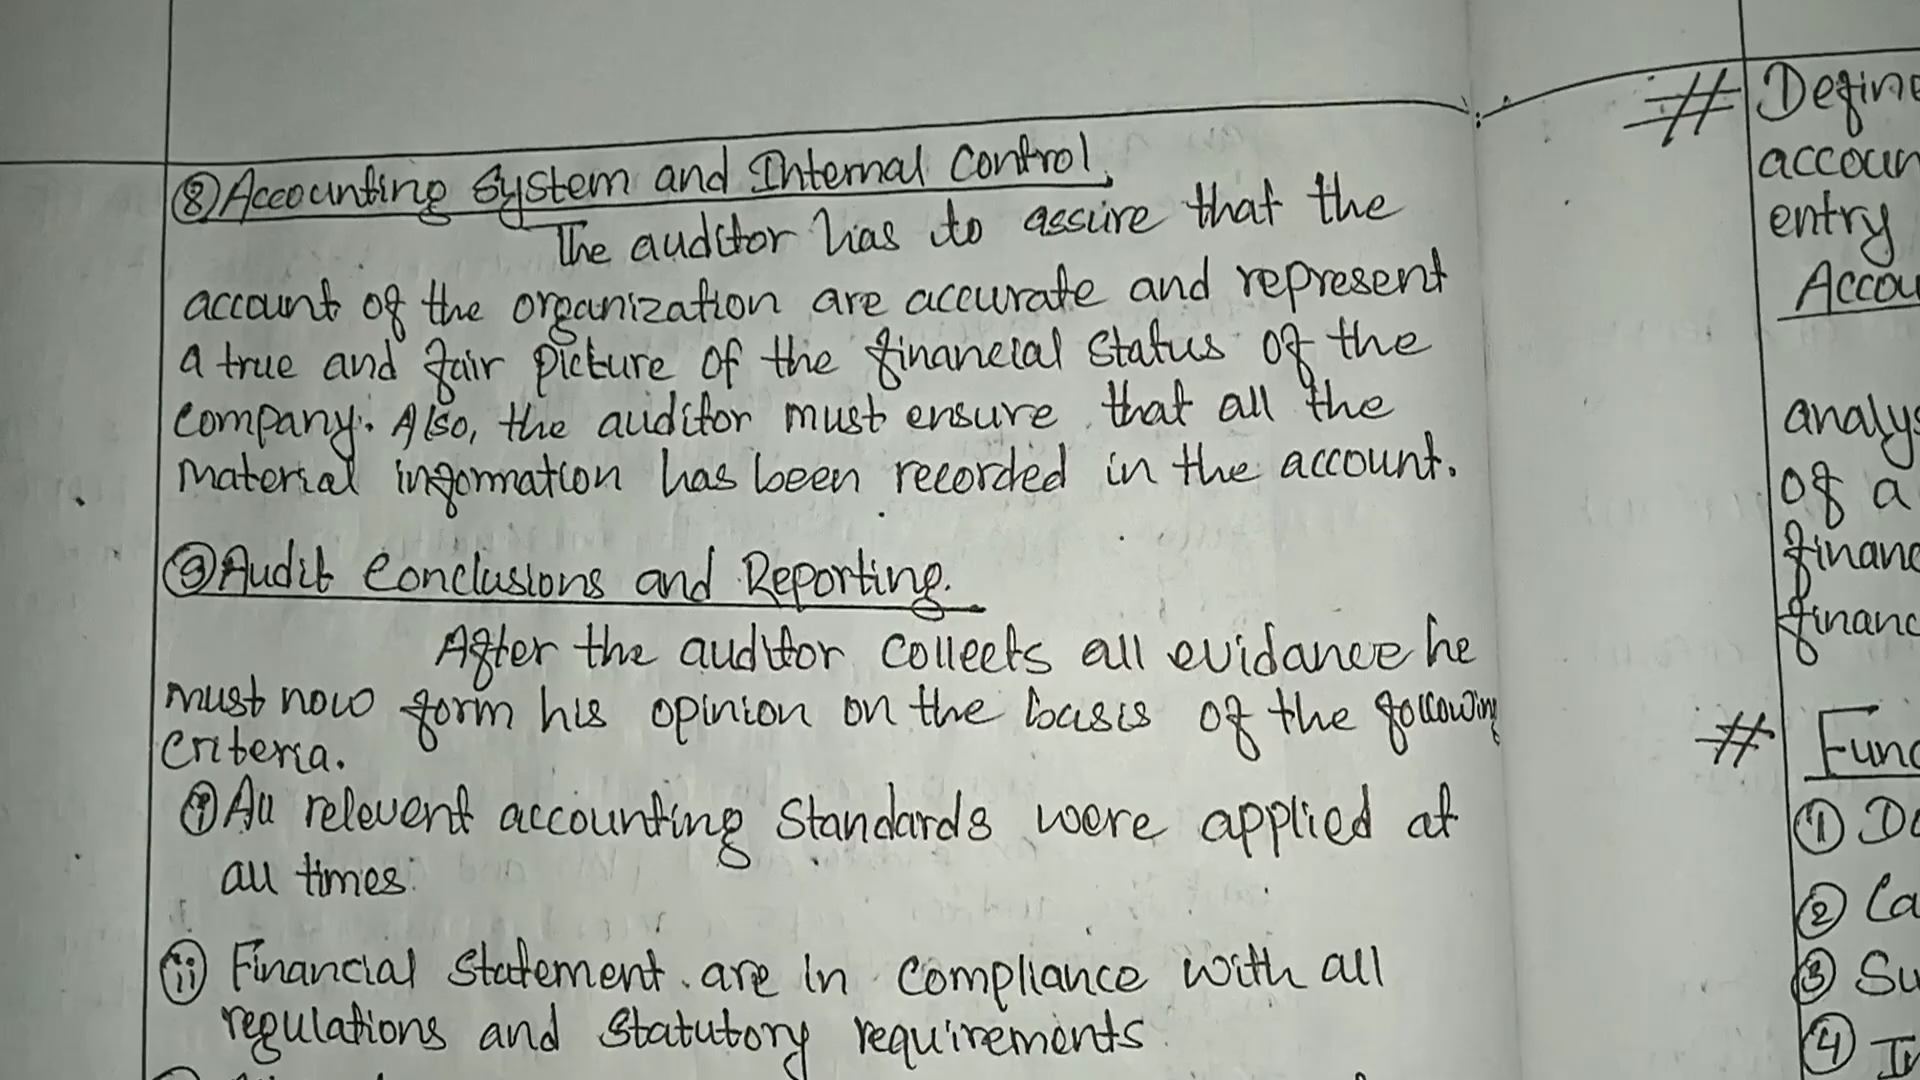 ⑧ Accounting System and Internal Control.
The auditor has to assure that the
account of the organization are accurate and represent
a true and fair picture of the financial status of the
company. Also, the auditor must ensure that all the
material information has been recorded in the account.
⑨ Audit Conclusions and Reporting.
After the auditor collects all evidance he
must now form his opinion on the basis of the following
criteria.
ⓘ All relevent accounting standards were applied at
all times.
ⓘⓘ Financial statement are in compliance with all
regulations and statutory requirements
# Define
accoun
entry
Accou
analys
of a
financ
financ
# Func
① D
② Ca
③ Su
④ In